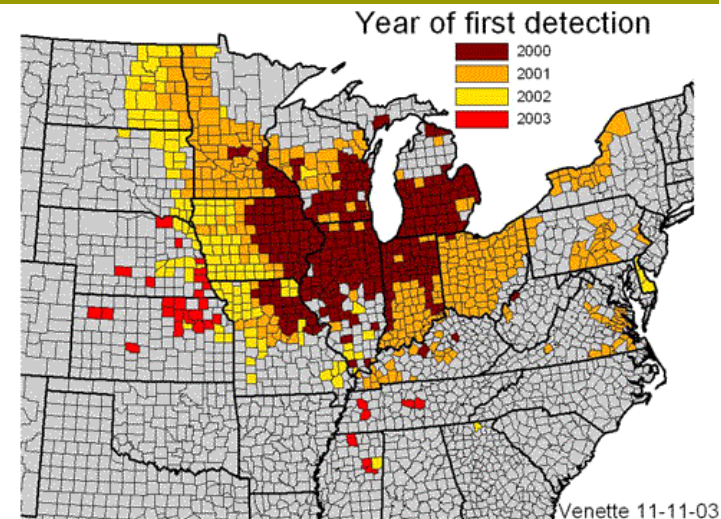 Year of first detection
2000
2001
2002
2003
Venette 11-11-03